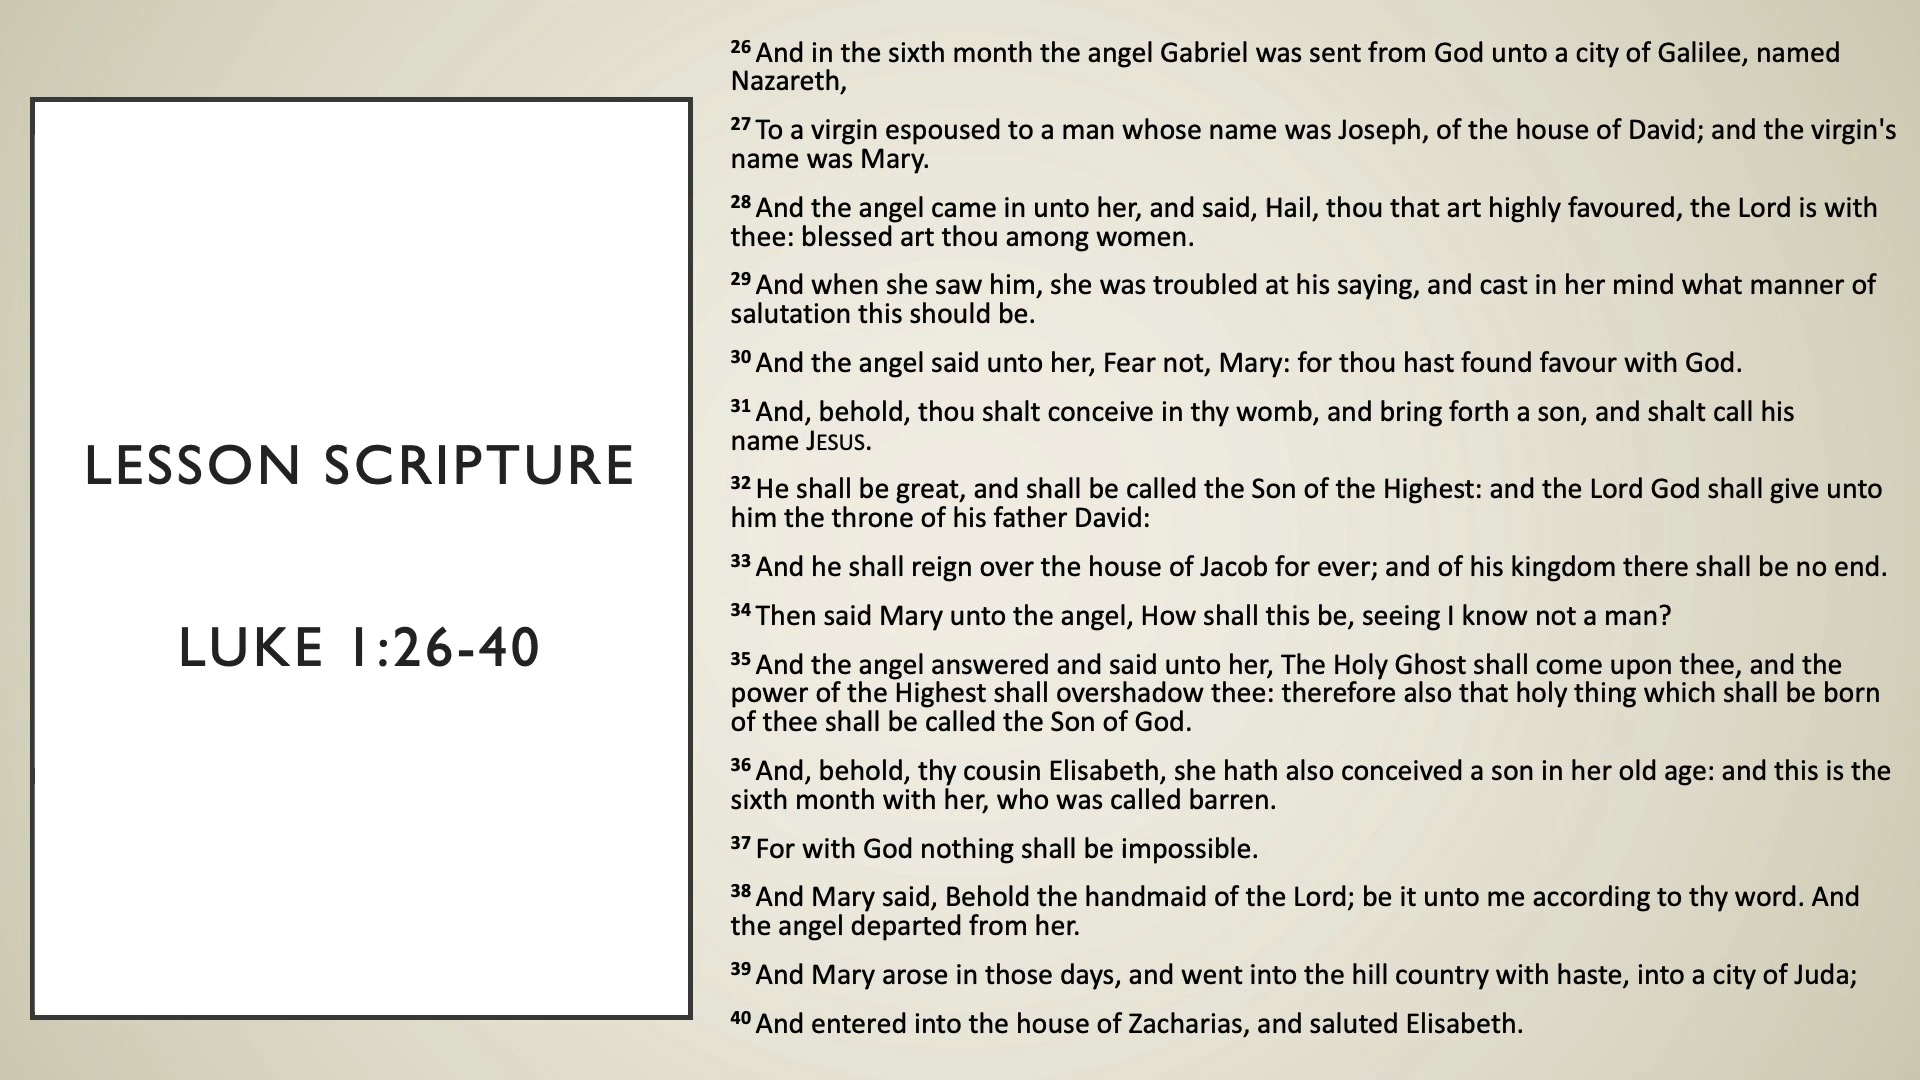 LESSON SCRIPTURE
LUKE 1:26-40
26 And in the sixth month the angel Gabriel was sent from God unto a city of Galilee, named
Nazareth,
27 To a virgin espoused to a man whose name was Joseph, of the house of David; and the virgin's
name was Mary.
28 And the angel came in unto her, and said, Hail, thou that art highly favoured, the Lord is with
thee: blessed art thou among women.
29 And when she saw him, she was troubled at his saying, and cast in her mind what manner of
salutation this should be.
30 And the angel said unto her, Fear not, Mary: for thou hast found favour with God.
31 And, behold, thou shalt conceive in thy womb, and bring forth a son, and shalt call his
name JESUS.
32 He shall be great, and shall be called the Son of the Highest: and the Lord God shall give unto
him the throne of his father David:
33 And he shall reign over the house of Jacob for ever; and of his kingdom there shall be no end.
34 Then said Mary unto the angel, How shall this be, seeing I know not a man?
35 And the angel answered and said unto her, The Holy Ghost shall come upon thee, and the
power of the Highest shall overshadow thee: therefore also that holy thing which shall be born
of thee shall be called the Son of God.
36 And, behold, thy cousin Elisabeth, she hath also conceived a son in her old age: and this is the
sixth month with her, who was called barren.
37 For with God nothing shall be impossible.
38 And Mary said, Behold the handmaid of the Lord; be it unto me according to thy word. And
the angel departed from her.
39 And Mary arose in those days, and went into the hill country with haste, into a city of Juda;
40 And entered into the house of Zacharias, and saluted Elisabeth.